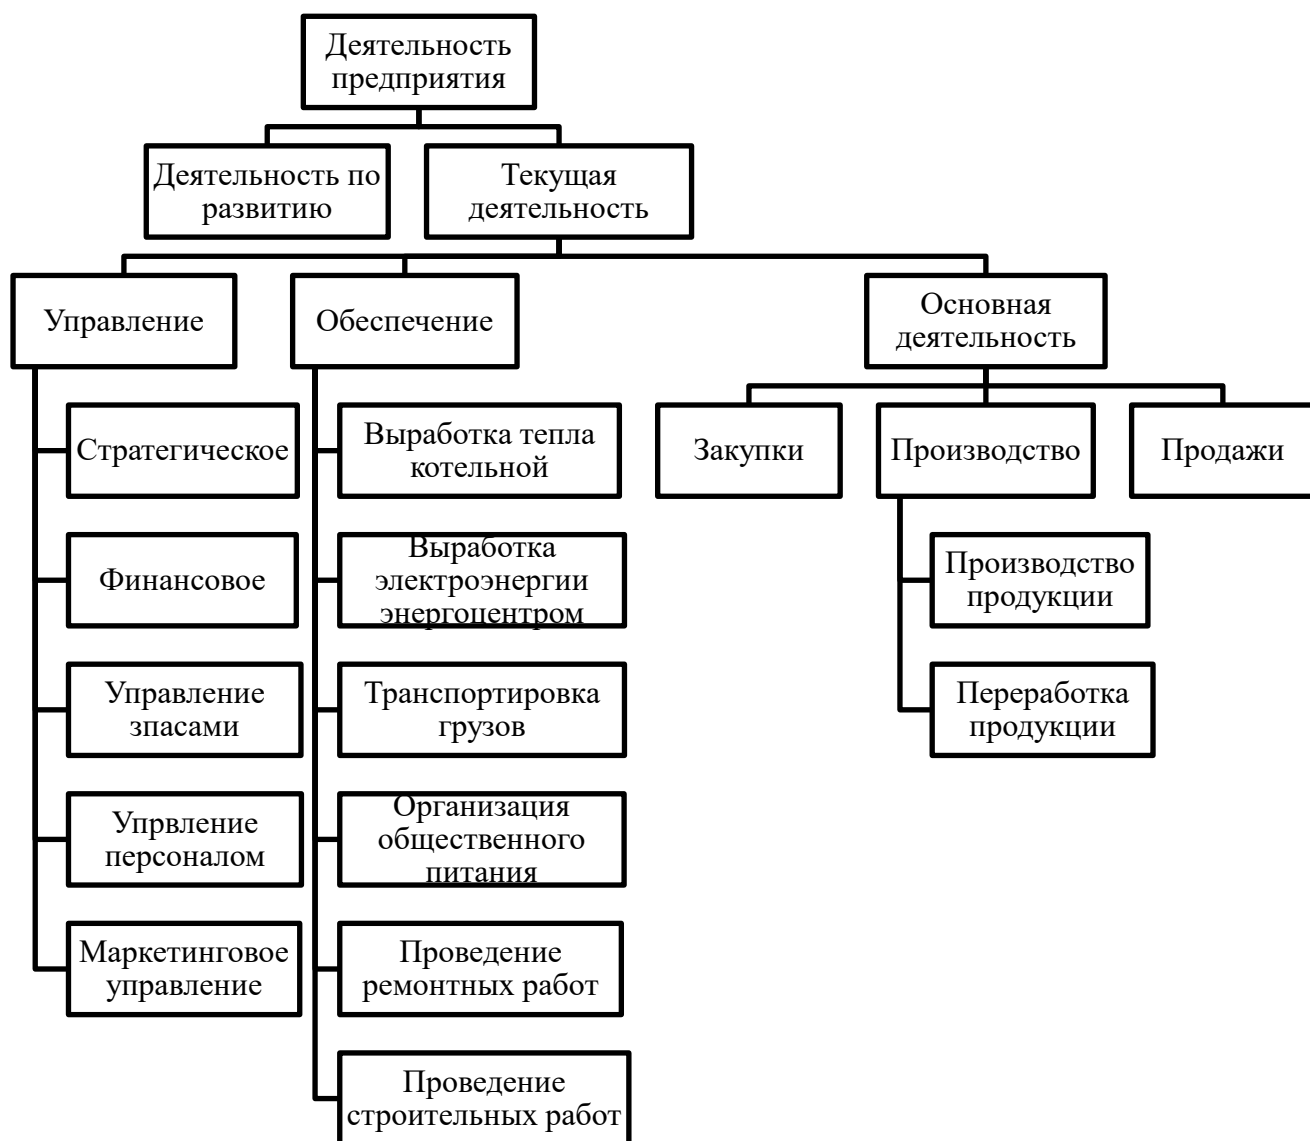 Деятельность
предприятия
Деятельность по
развитию
Текущая
деятельность
Управление
Обеспечение
Основная
деятельность
Стратегическое
Финансовое
Управление
зпасами
Упрвление
персоналом
Маркетинговое
управление
Выработка тепла
котельной
Выработка
электроэнергии
энергоцентром
Транспортировка
грузов
Организация
общественного
питания
Проведение
ремонтных работ
Проведение
строительных работ
Закупки
Производство
Продажи
Производство
продукции
Переработка
продукции